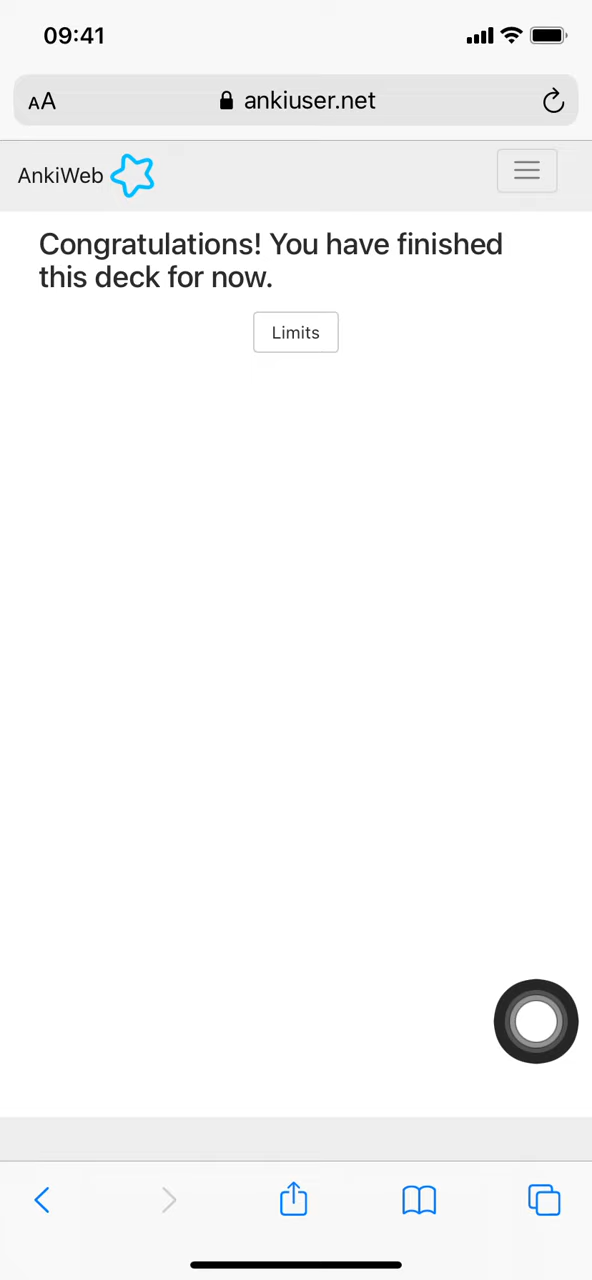 09:41
AA
ankiuser.net
AnkiWeb
Congratulations! You have finished
this deck for now.
Limits